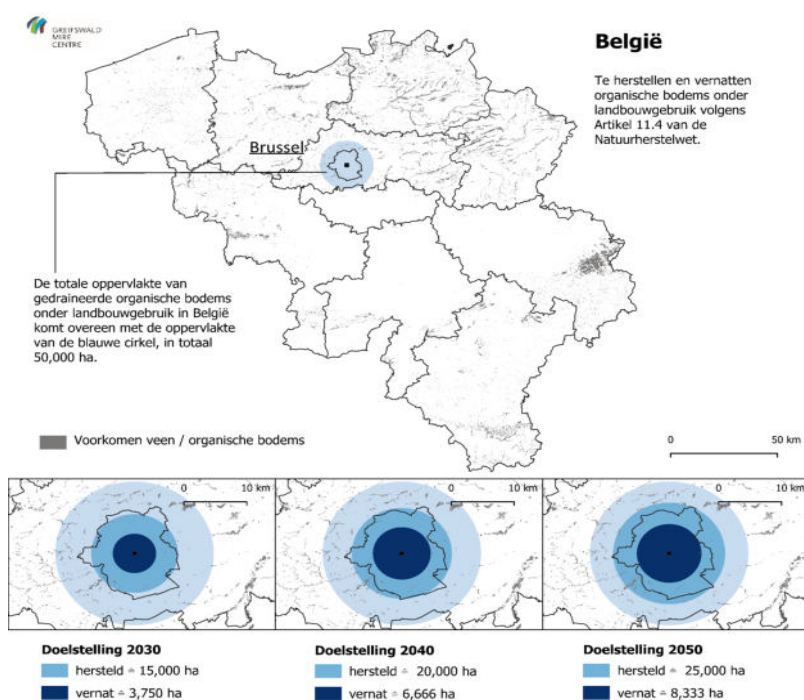 GREIFSWALD
MIRE
CENTRE
België
Te herstellen en vernatten
organische bodems onder
landbouwgebruik volgens
Artikel 11.4 van de
Natuurherstelwet.
Brussel
De totale oppervlakte van
gedraineerde organische bodems
onder landbouwgebruik in België
komt overeen met de oppervlakte
van de blauwe cirkel, in totaal
50,000 ha.
Voorkomen veen / organische bodems
0 50 km
0 10 km
0 10 km
0 10 km
Doelstelling 2030
hersteld ≙ 15,000 ha
vernat ≙ 3,750 ha
Doelstelling 2040
hersteld ≙ 20,000 ha
vernat ≙ 6,666 ha
Doelstelling 2050
hersteld ≙ 25,000 ha
vernat ≙ 8,333 ha